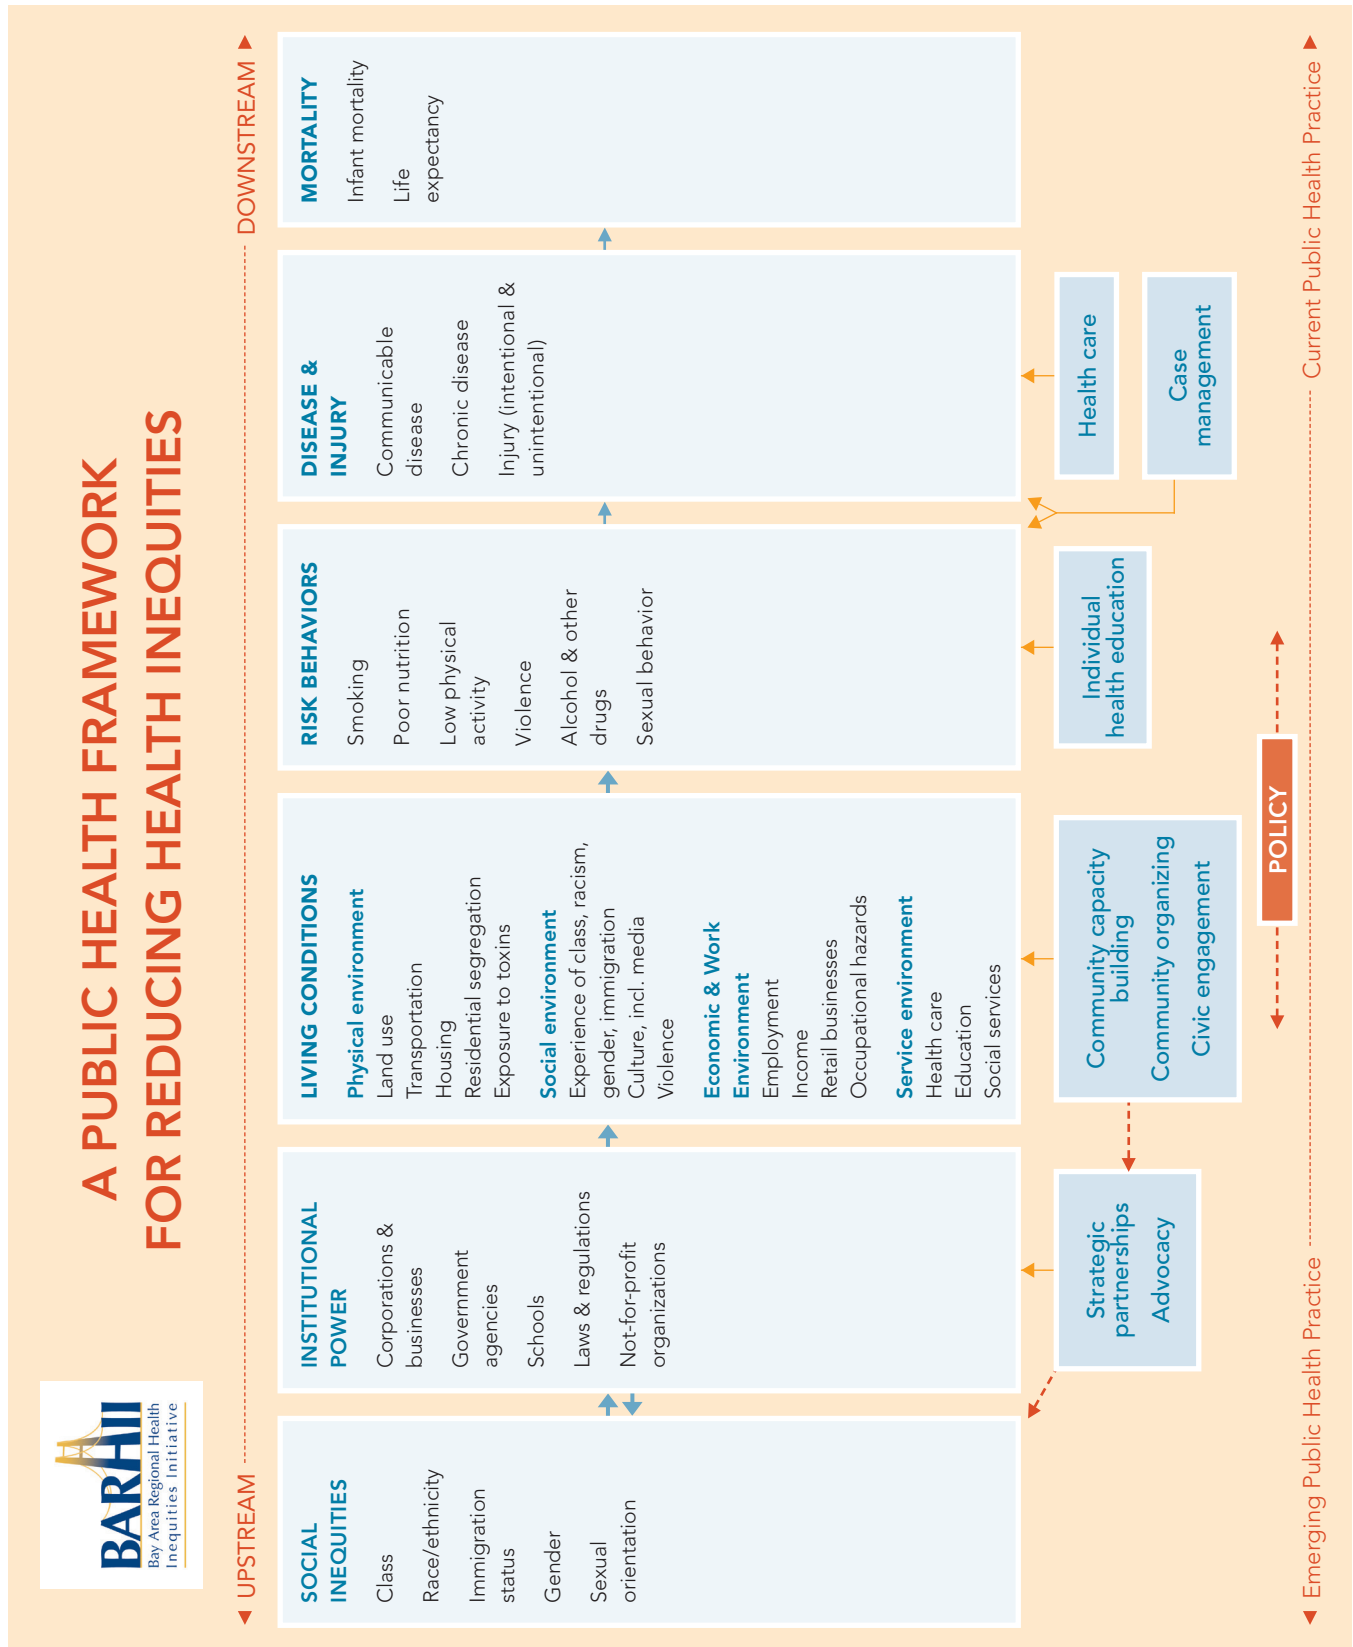 BARHII
Bay Area Regional Health
Inequities Initiative
A PUBLIC HEALTH FRAMEWORK
FOR REDUCING HEALTH INEQUITIES
UPSTREAM
DOWNSTREAM
SOCIAL
INEQUITIES
Class
Race/ethnicity
Immigration
status
Gender
Sexual
orientation
INSTITUTIONAL
POWER
Corporations &
businesses
Government
agencies
Schools
Laws & regulations
Not-for-profit
organizations
LIVING CONDITIONS
Physical environment
Land use
Transportation
Housing
Residential segregation
Exposure to toxins
Social environment
Experience of class, racism,
gender, immigration
Culture, incl. media
Violence
Economic & Work
Environment
Employment
Income
Retail businesses
Occupational hazards
Service environment
Health care
Education
Social services
RISK BEHAVIORS
Smoking
Poor nutrition
Low physical
activity
Violence
Alcohol & other
drugs
Sexual behavior
DISEASE &
INJURY
Communicable
disease
Chronic disease
Injury (intentional &
unintentional)
MORTALITY
Infant mortality
Life
expectancy
Strategic
partnerships
Advocacy
Community capacity
building
Community organizing
Civic engagement
Individual
health education
Health care
Case
management
POLICY
Emerging Public Health Practice
Current Public Health Practice